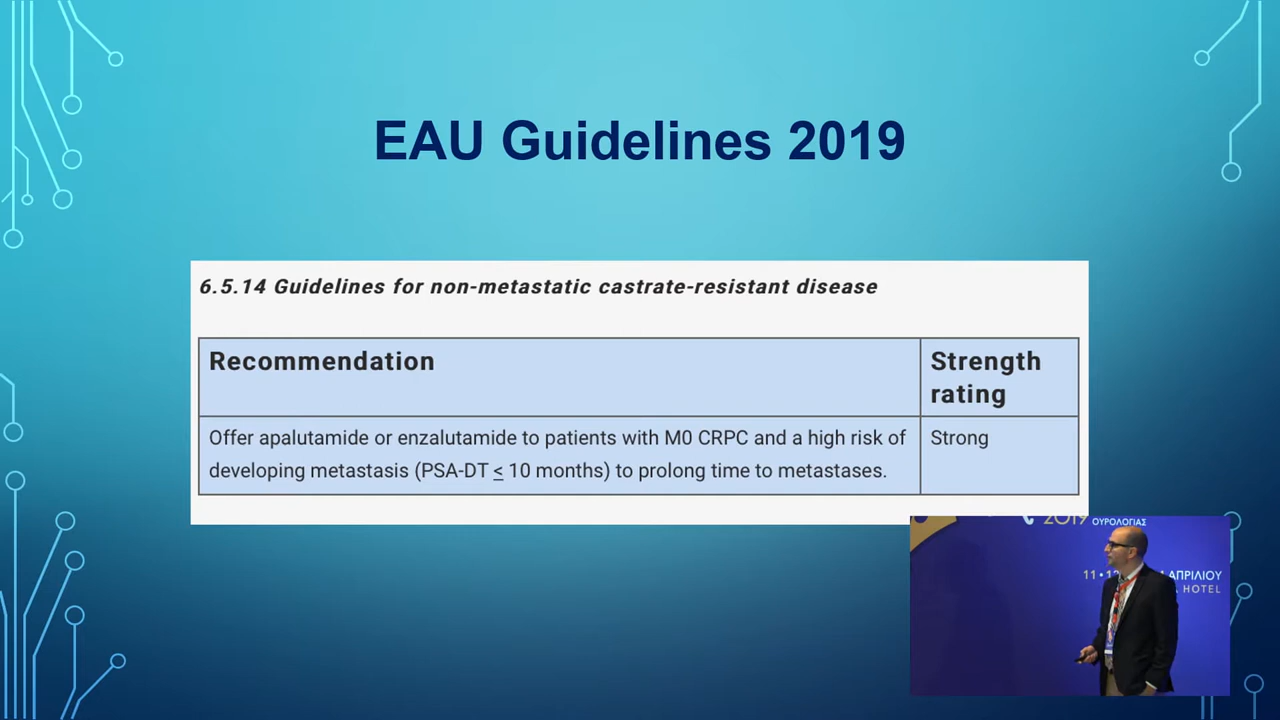 EAU Guidelines 2019
6.5.14 Guidelines for non-metastatic castrate-resistant disease
Recommendation
Strength
rating
Offer apalutamide or enzalutamide to patients with M0 CRPC and a high risk of
developing metastasis (PSA-DT ≤ 10 months) to prolong time to metastases.
Strong
2019 ΟΥΡΟΛΟΓΙΑΣ
11 •
ΑΠΡΙΛΙΟΥ
HOTEL